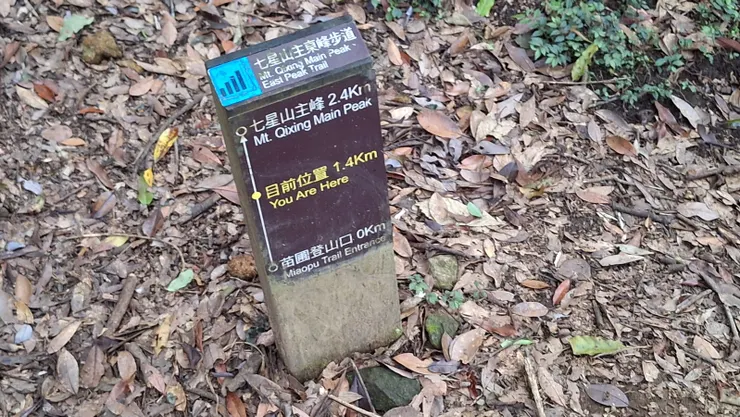 七星山主東峰步道
Mt. Qixing Main Peak
East Peak Trail
七星山主峰 2.4Km
Mt. Qixing Main Peak
目前位置 1.4Km
You Are Here
苗圃登山口 0Km
Miaopu Trail Entrance